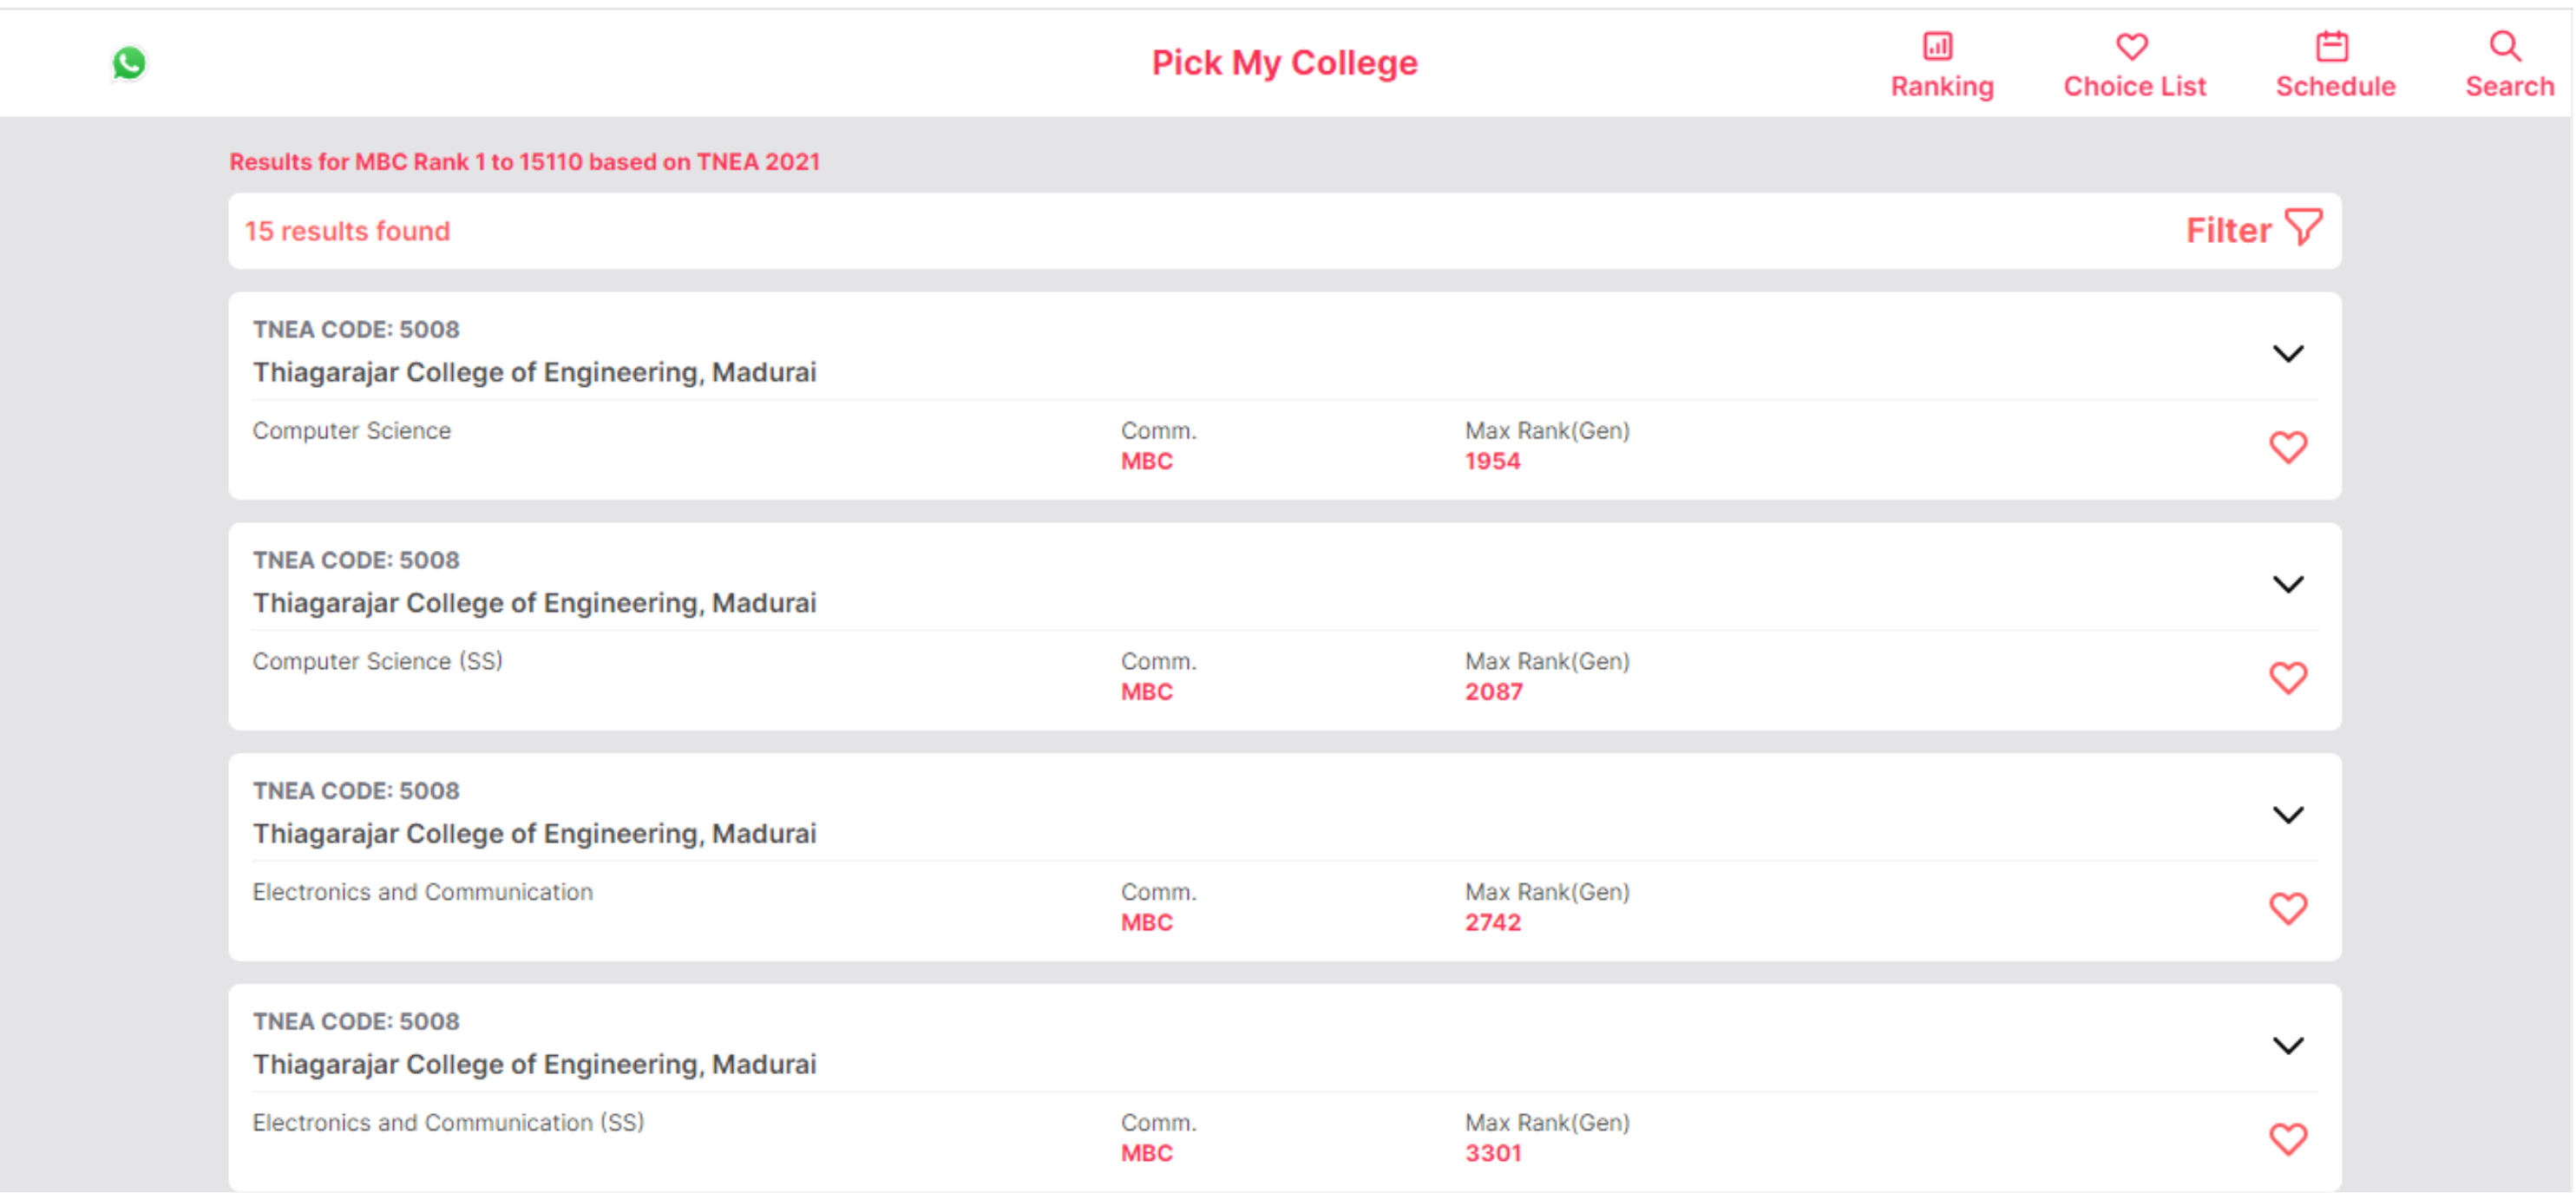 Pick My College
Ranking
Choice List
Schedule
Search
Results for MBC Rank 1 to 15110 based on TNEA 2021
15 results found
Filter
TNEA CODE: 5008
Thiagarajar College of Engineering, Madurai
Computer Science
Comm.
MBC
Max Rank(Gen)
1954
TNEA CODE: 5008
Thiagarajar College of Engineering, Madurai
Computer Science (SS)
Comm.
MBC
Max Rank(Gen)
2087
TNEA CODE: 5008
Thiagarajar College of Engineering, Madurai
Electronics and Communication
Comm.
MBC
Max Rank(Gen)
2742
TNEA CODE: 5008
Thiagarajar College of Engineering, Madurai
Electronics and Communication (SS)
Comm.
MBC
Max Rank(Gen)
3301